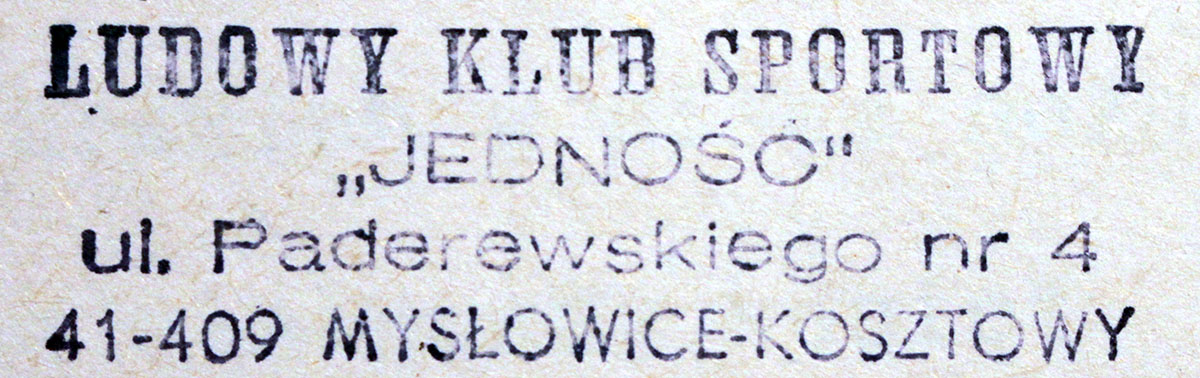 LUDOWY KLUB SPORTOWY
„JEDNOŚĆ“
ul. Paderewskiego nr 4
41-409 MYSŁOWICE-KOSZTOWY